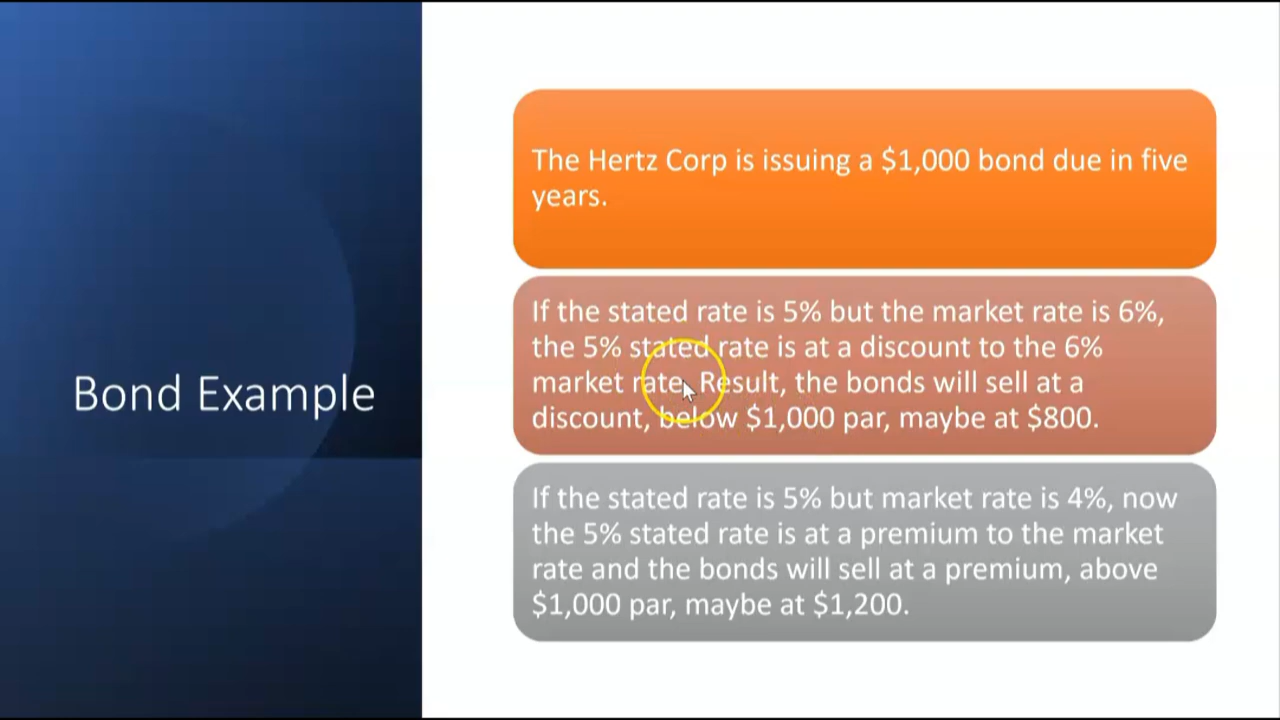 Bond Example
The Hertz Corp is issuing a $1,000 bond due in five
years.
If the stated rate is 5% but the market rate is 6%,
the 5% stated rate is at a discount to the 6%
market rate. Result, the bonds will sell at a
discount, below $1,000 par, maybe at $800.
If the stated rate is 5% but market rate is 4%, now
the 5% stated rate is at a premium to the market
rate and the bonds will sell at a premium, above
$1,000 par, maybe at $1,200.